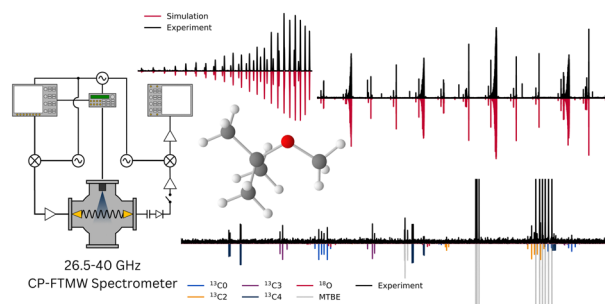 Simulation
Experiment
26.5-40 GHz
CP-FTMW Spectrometer
¹³C0 ¹³C3 ¹⁸O Experiment
¹³C2 ¹³C4 MTBE